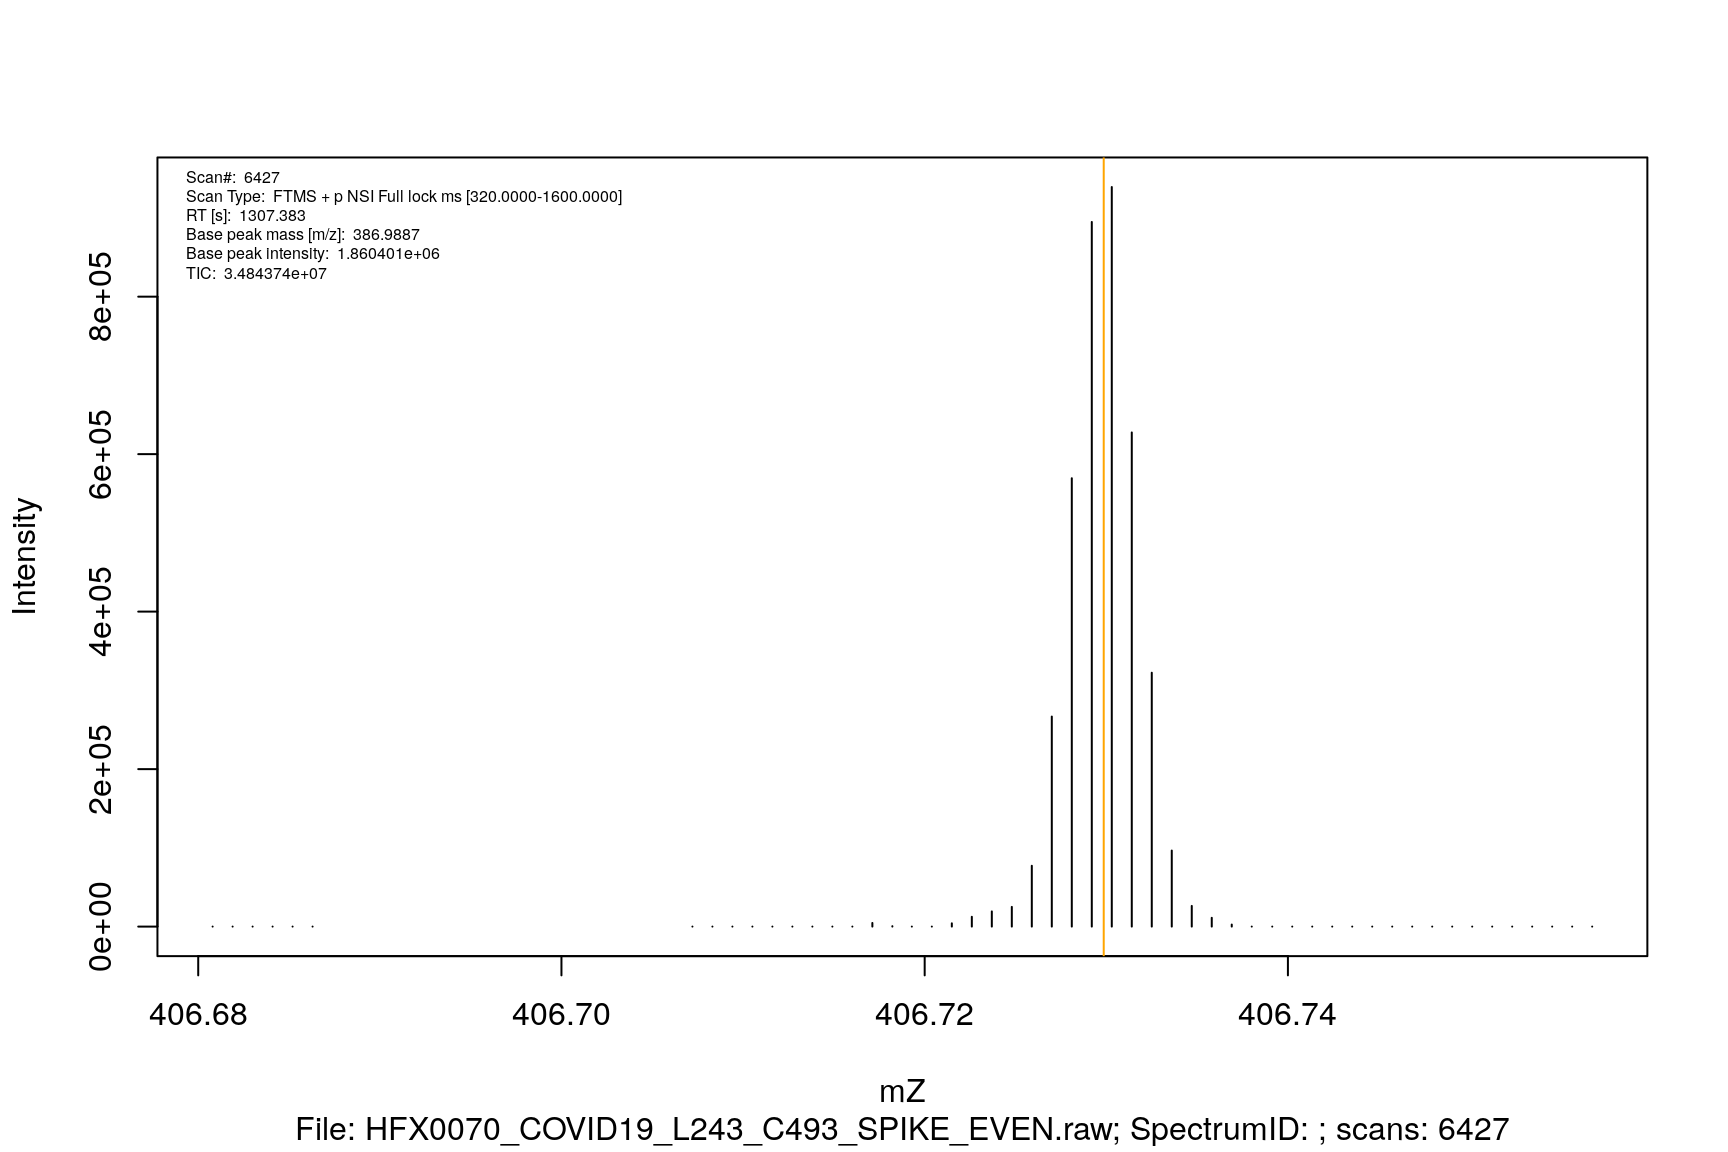 Scan#: 6427
Scan Type: FTMS + p NSI Full lock ms [320.0000-1600.0000]
RT [s]: 1307.383
Base peak mass [m/z]: 386.9887
Base peak intensity: 1.860401e+06
TIC: 3.484374e+07
8e+05
6e+05
4e+05
2e+05
0e+00
Intensity
406.68 406.70 406.72 406.74
mZ
File: HFX0070_COVID19_L243_C493_SPIKE_EVEN.raw; SpectrumID: ; scans: 6427